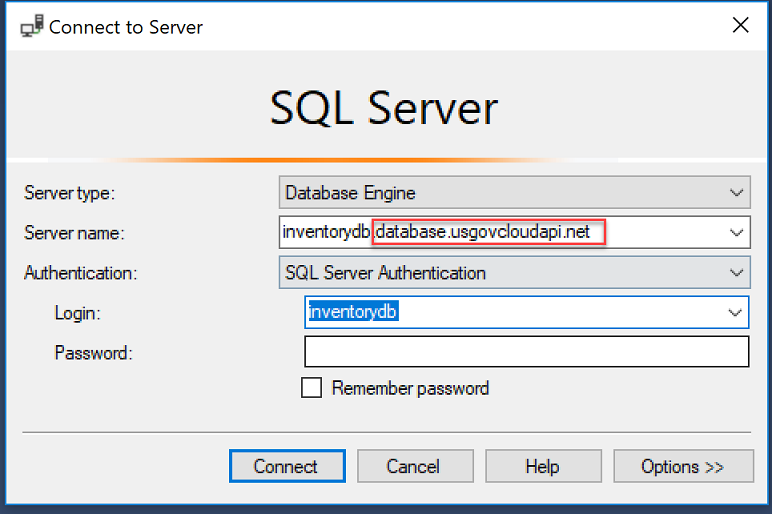 Connect to Server
SQL Server
Server type: Database Engine
Server name: inventorydb.database.usgovcloudapi.net
Authentication: SQL Server Authentication
Login: inventorydb
Password:
Remember password
Connect Cancel Help Options >>